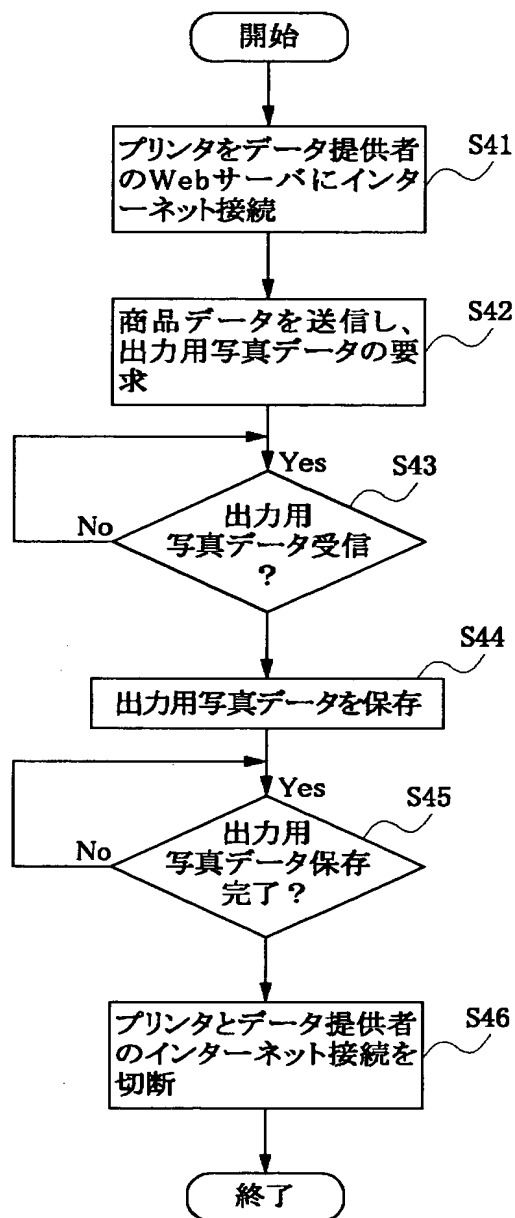 開始
プリンタをデータ提供者
のWebサーバにインタ
ーネット接続
S41
商品データを送信し、
出力用写真データの要
求
S42
Yes
S43
No
出力用
写真データ受信
?
S44
出力用写真データを保存
Yes
S45
No
出力用
写真データ保存
完了?
プリンタとデータ提供者
のインターネット接続を
切断
S46
終了